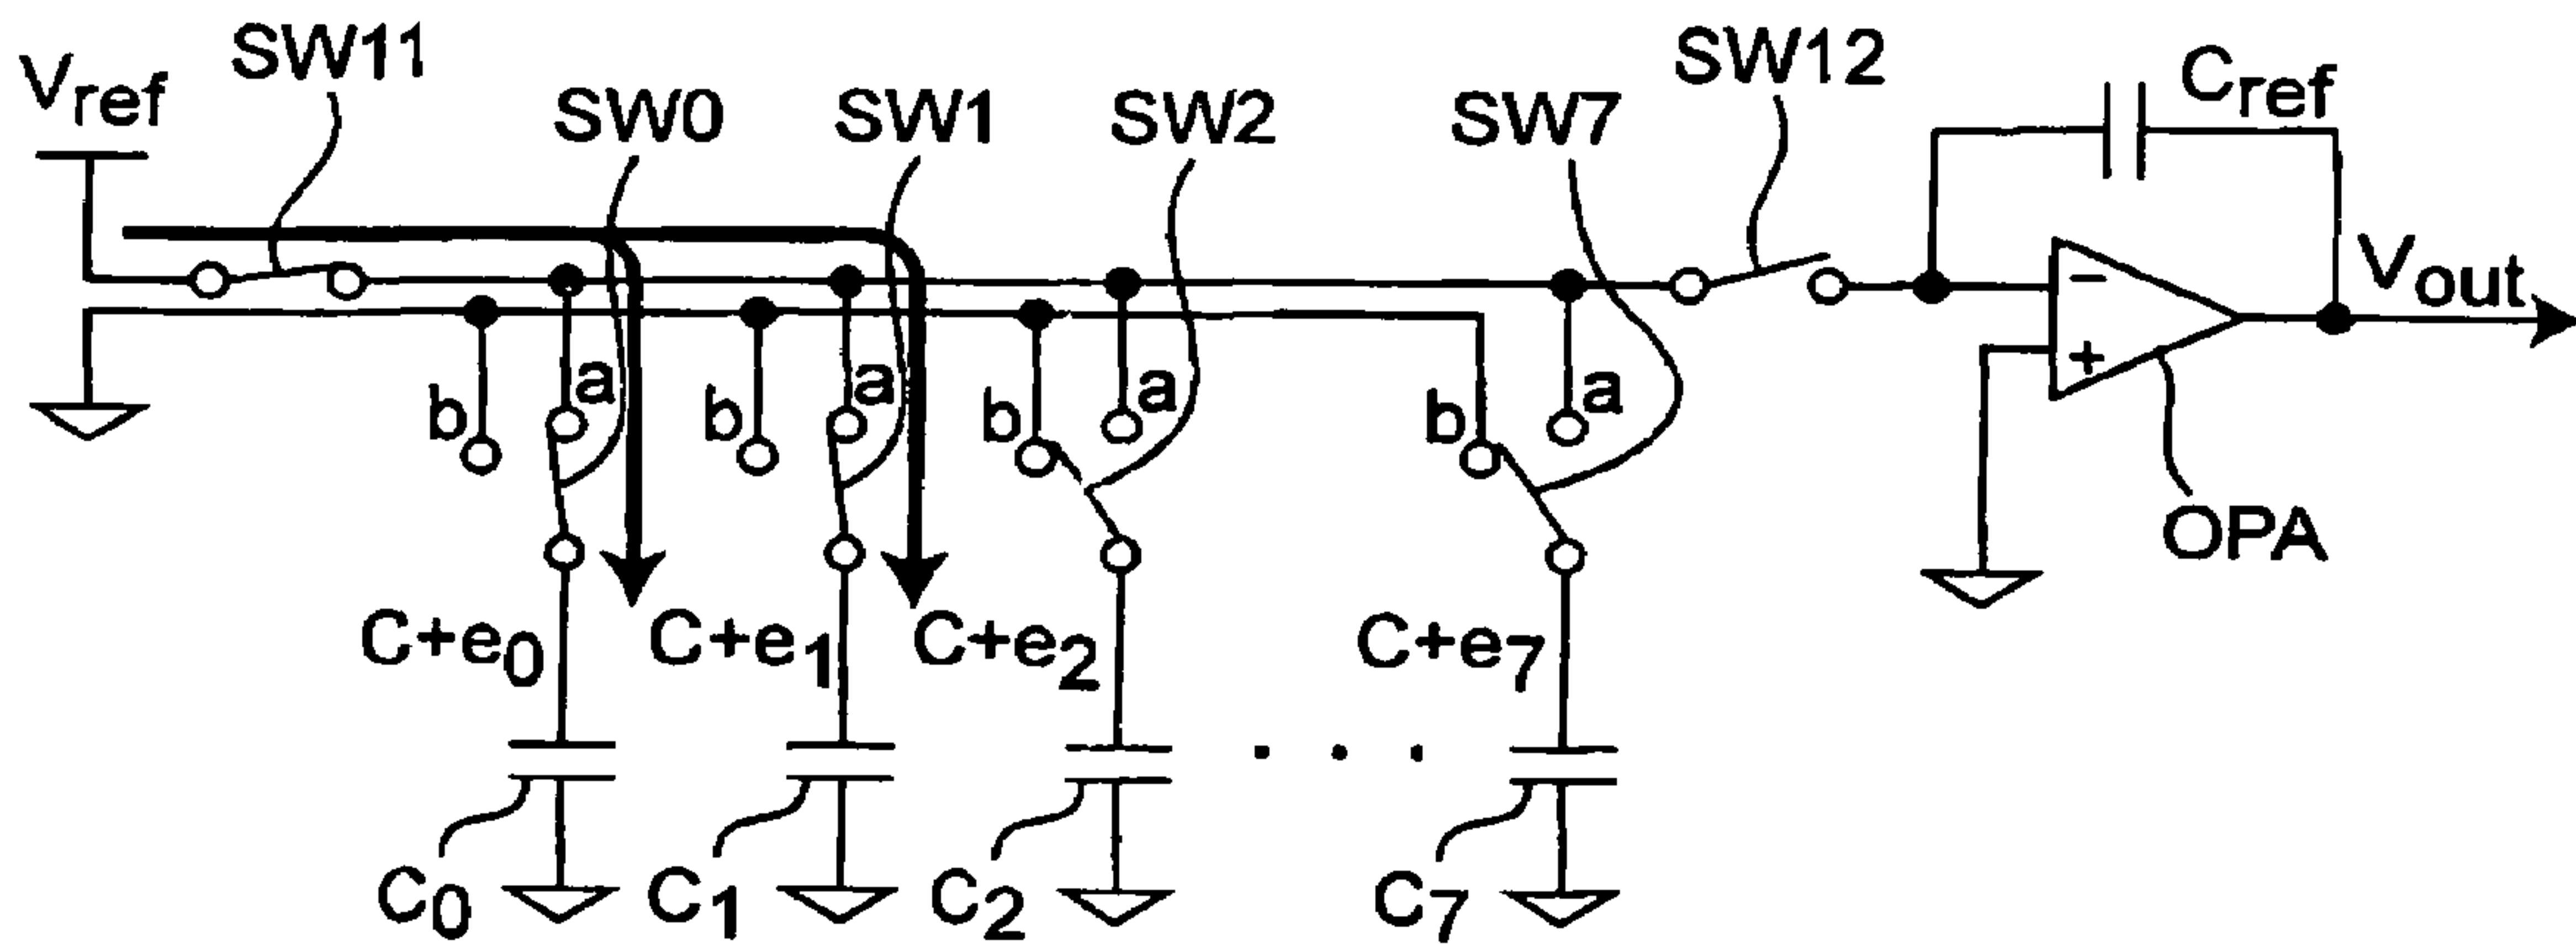 Vref
SW11
SW0
SW1
SW2
SW7
SW12
Cref
Vout
b
a
b
a
b
a
b
a
−
+
OPA
C+e0
C+e1
C+e2
C+e7
. . .
C0
C1
C2
C7